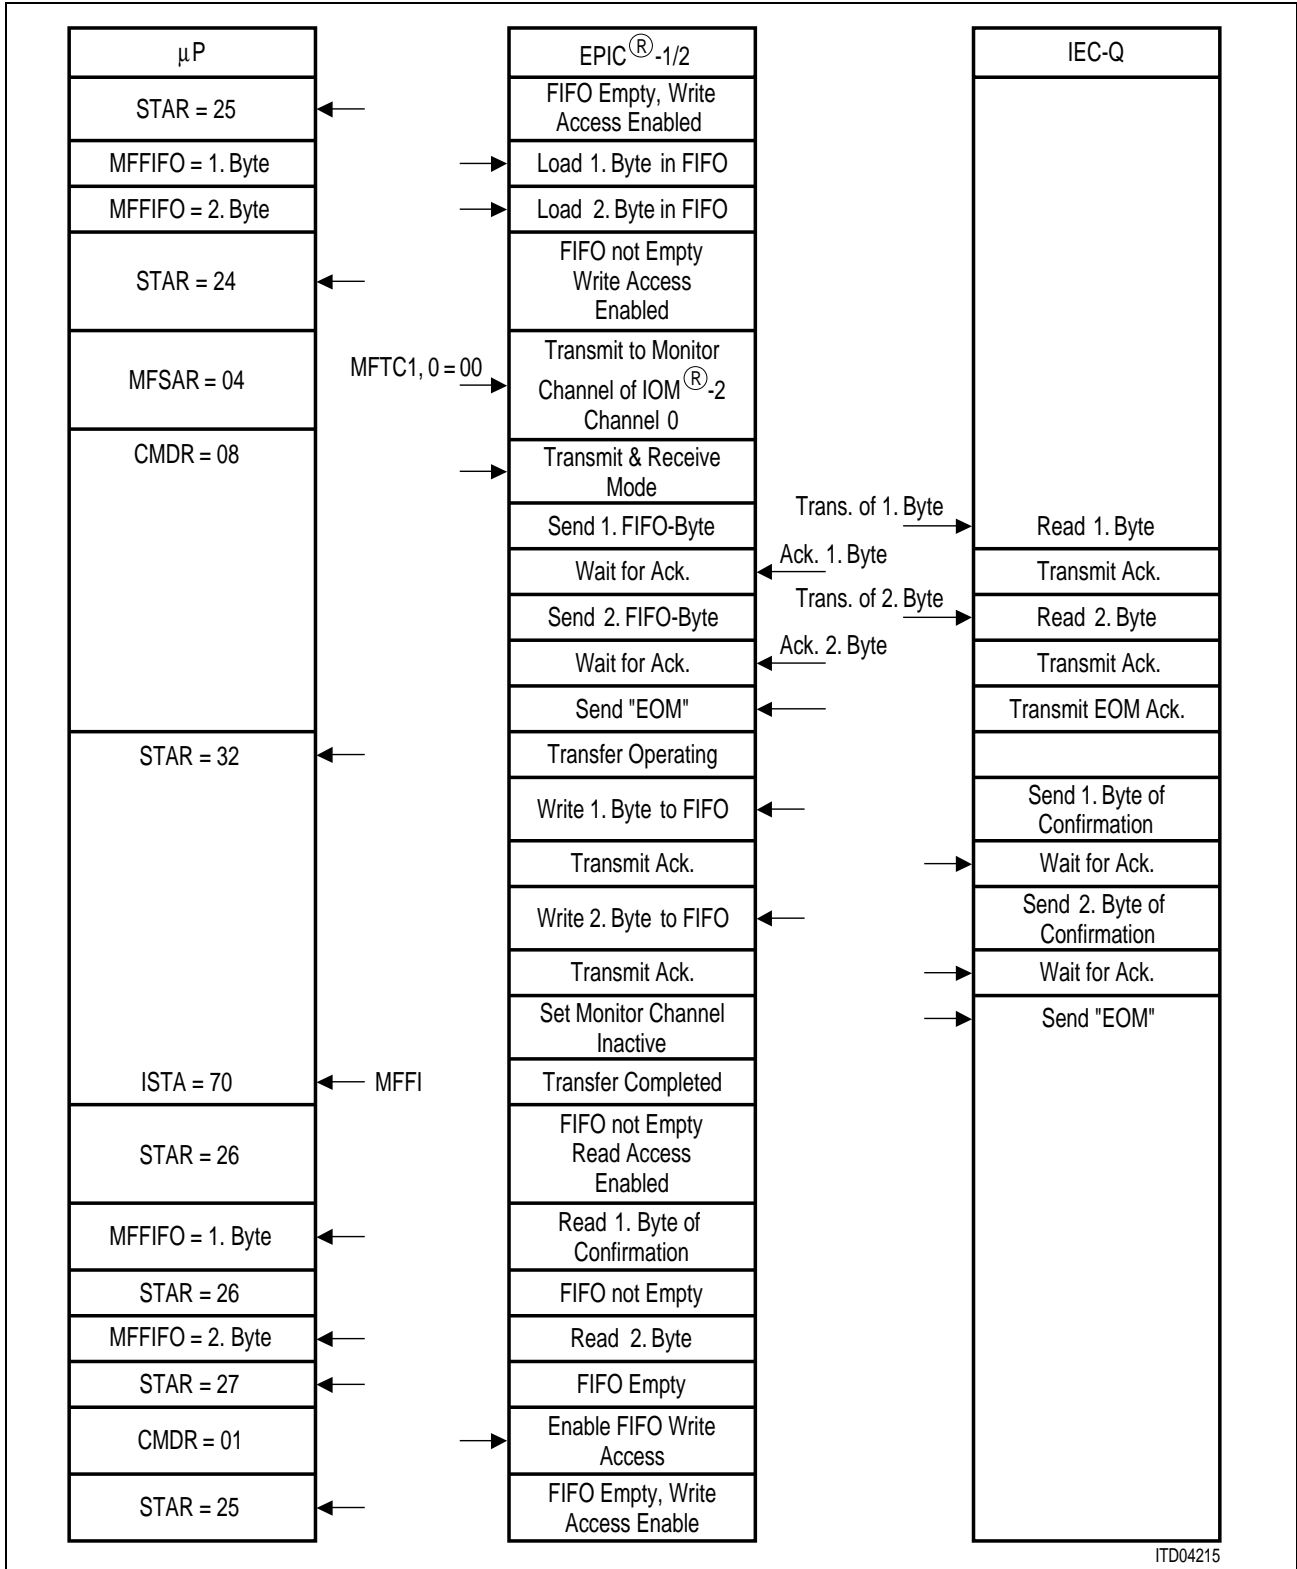 µP
EPIC®-1/2
IEC-Q
STAR = 25
FIFO Empty, Write
Access Enabled
MFFIFO = 1. Byte
Load 1. Byte in FIFO
MFFIFO = 2. Byte
Load 2. Byte in FIFO
STAR = 24
FIFO not Empty
Write Access
Enabled
MFSAR = 04
MFTC1, 0 = 00
Transmit to Monitor
Channel of IOM®-2
Channel 0
CMDR = 08
Transmit & Receive
Mode
Send 1. FIFO-Byte
Trans. of 1. Byte
Read 1. Byte
Wait for Ack.
Ack. 1. Byte
Transmit Ack.
Send 2. FIFO-Byte
Trans. of 2. Byte
Read 2. Byte
Wait for Ack.
Ack. 2. Byte
Transmit Ack.
Send "EOM"
Transmit EOM Ack.
STAR = 32
Transfer Operating
Write 1. Byte to FIFO
Send 1. Byte of
Confirmation
Transmit Ack.
Wait for Ack.
Write 2. Byte to FIFO
Send 2. Byte of
Confirmation
Transmit Ack.
Wait for Ack.
Set Monitor Channel
Inactive
Send "EOM"
ISTA = 70
MFFI
Transfer Completed
STAR = 26
FIFO not Empty
Read Access
Enabled
MFFIFO = 1. Byte
Read 1. Byte of
Confirmation
STAR = 26
FIFO not Empty
MFFIFO = 2. Byte
Read 2. Byte
STAR = 27
FIFO Empty
CMDR = 01
Enable FIFO Write
Access
STAR = 25
FIFO Empty, Write
Access Enable
ITD04215